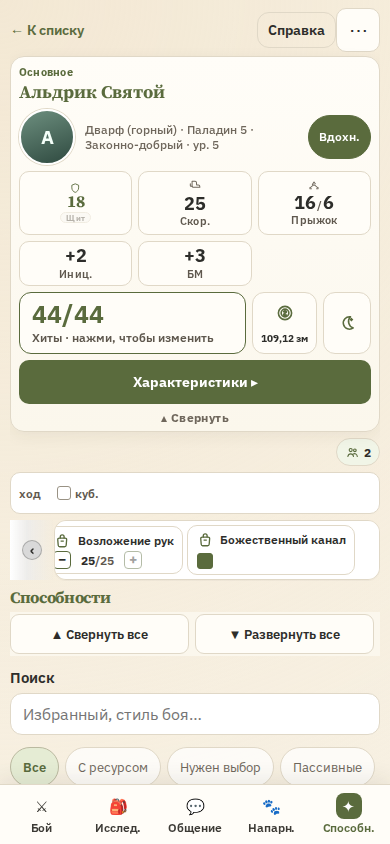 ← К списку
Справка
...
Основное
Альдрик Святой
А
Дварф (горный) · Паладин 5 ·
Законно-добрый · ур. 5
Вдохн.
18
Щит
25
Скор.
16/6
Прыжок
+2
Иниц.
+3
БМ
44/44
Хиты · нажми, чтобы изменить
109,12 зм
Характеристики ▸
▴ Свернуть
2
ход
куб.
‹
Возложение рук
− 25/25 +
Божественный канал
Способности
▲ Свернуть все
▼ Развернуть все
Поиск
Избранный, стиль боя…
Все
С ресурсом
Нужен выбор
Пассивные
Бой
Исслед.
Общение
Напарн.
Способн.